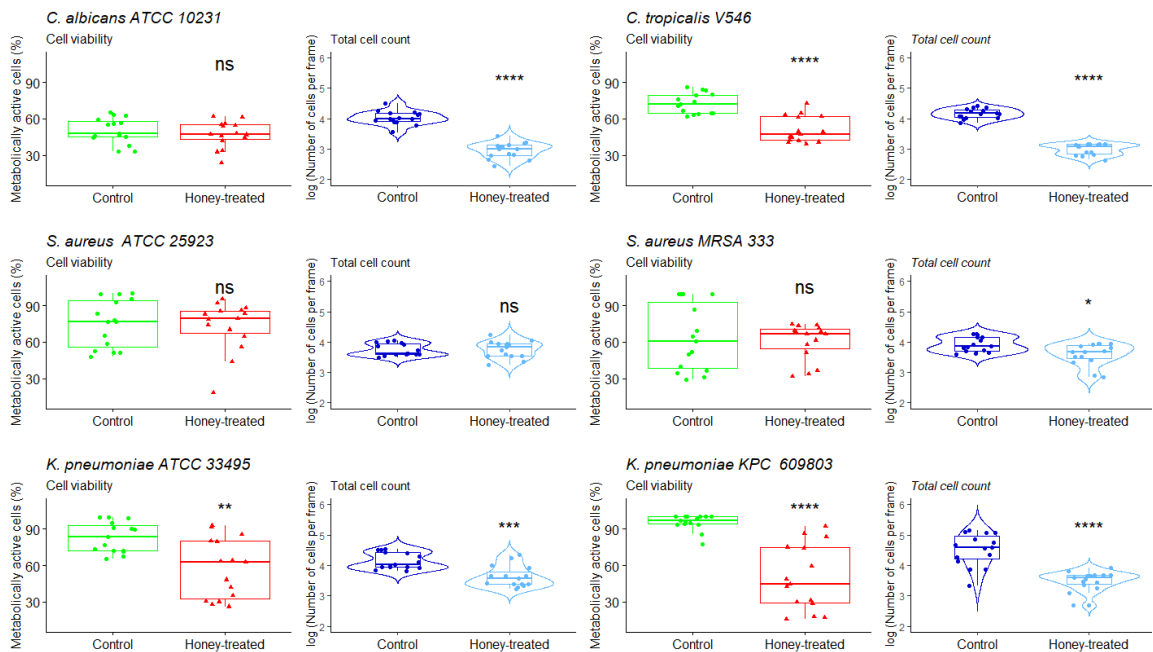 C. albicans ATCC 10231
Cell viability
Metabolically active cells (%)
90
60
30
ns
Control
Honey-treated
Total cell count
log (Number of cells per frame)
6
5
4
3
2
****
Control
Honey-treated
C. tropicalis V546
Cell viability
Metabolically active cells (%)
90
60
30
****
Control
Honey-treated
Total cell count
log (Number of cells per frame)
6
5
4
3
2
****
Control
Honey-treated
S. aureus  ATCC 25923
Cell viability
Metabolically active cells (%)
90
60
30
ns
Control
Honey-treated
Total cell count
log (Number of cells per frame)
6
5
4
3
2
ns
Control
Honey-treated
S. aureus MRSA 333
Cell viability
Metabolically active cells (%)
90
60
30
ns
Control
Honey-treated
Total cell count
log (Number of cells per frame)
6
5
4
3
2
*
Control
Honey-treated
K. pneumoniae ATCC 33495
Cell viability
Metabolically active cells (%)
90
60
30
**
Control
Honey-treated
Total cell count
log (Number of cells per frame)
6
5
4
3
2
***
Control
Honey-treated
K. pneumoniae KPC  609803
Cell viability
Metabolically active cells (%)
90
60
30
****
Control
Honey-treated
Total cell count
log (Number of cells per frame)
6
5
4
3
2
****
Control
Honey-treated